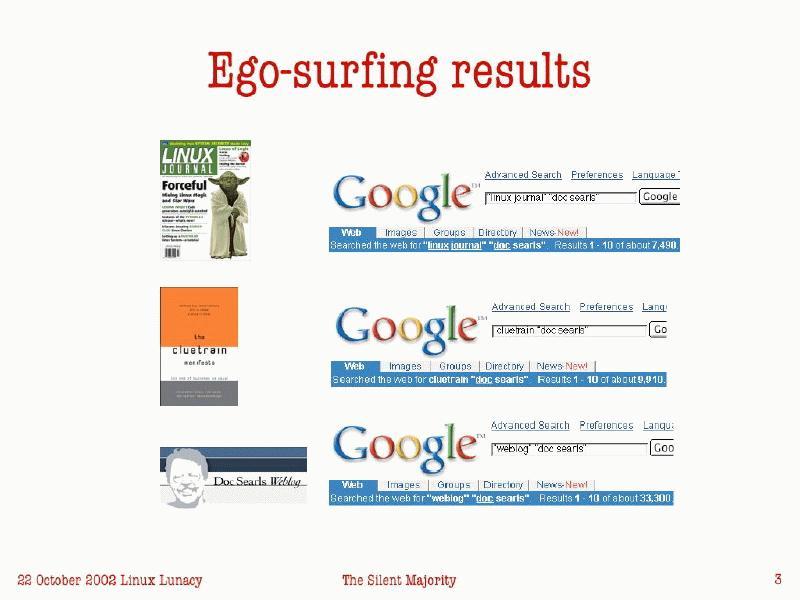 Ego-surfing results
LINUX
JOURNAL
Forceful
Mixing Linux Magic
and Star Wars
Google™
Advanced Search Preferences Language
"linux journal" "doc searls"
Google
Web Images Groups Directory News-New!
Searched the web for "linux journal" "doc searls". Results 1 - 10 of about 7,490.
the
cluetrain
manifesto
the end of business as usual
Google™
Advanced Search Preferences Lang
cluetrain "doc searls"
Go
Web Images Groups Directory News-New!
Searched the web for cluetrain "doc searls". Results 1 - 10 of about 9,910.
Doc Searls Weblog
Google™
Advanced Search Preferences Langu
"weblog" "doc searls"
Goo
Web Images Groups Directory News-New!
Searched the web for "weblog" "doc searls". Results 1 - 10 of about 33,300
22 October 2002 Linux Lunacy
The Silent Majority
3